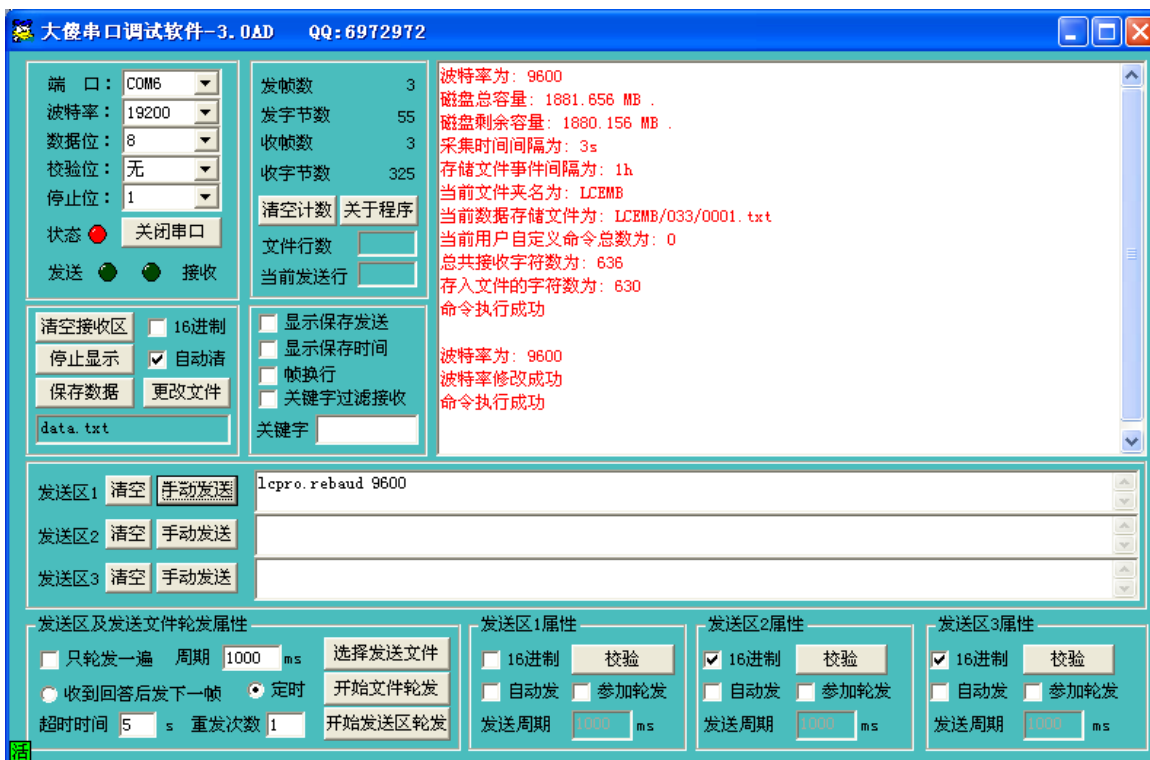 大傻串口调试软件-3.0AD QQ:6972972
端 口： COM6
波特率： 19200
数据位： 8
校验位： 无
停止位： 1
状态 关闭串口
发送 接收
发帧数 3
发字节数 55
收帧数 3
收字节数 325
清空计数 关于程序
文件行数
当前发送行
波特率为: 9600
磁盘总容量: 1881.656 MB .
磁盘剩余容量: 1880.156 MB .
采集时间间隔为: 3s
存储文件事件间隔为: 1h
当前文件夹名为: LCEMB
当前数据存储文件为: LCEMB/033/0001.txt
当前用户自定义命令总数为: 0
总共接收字符数为: 636
存入文件的字符数为: 630
命令执行成功
波特率为: 9600
波特率修改成功
命令执行成功
清空接收区 16进制
停止显示 自动清
保存数据 更改文件
data.txt
显示保存发送
显示保存时间
帧换行
关键字过滤接收
关键字
发送区1 清空 手动发送 lcpro.rebaud 9600
发送区2 清空 手动发送
发送区3 清空 手动发送
发送区及发送文件轮发属性
只轮发一遍 周期 1000 ms 选择发送文件
收到回答后发下一帧 定时 开始文件轮发
超时时间 5 s 重发次数 1 开始发送区轮发
发送区1属性
16进制 校验
自动发 参加轮发
发送周期 1000 ms
发送区2属性
16进制 校验
自动发 参加轮发
发送周期 1000 ms
发送区3属性
16进制 校验
自动发 参加轮发
发送周期 1000 ms
活